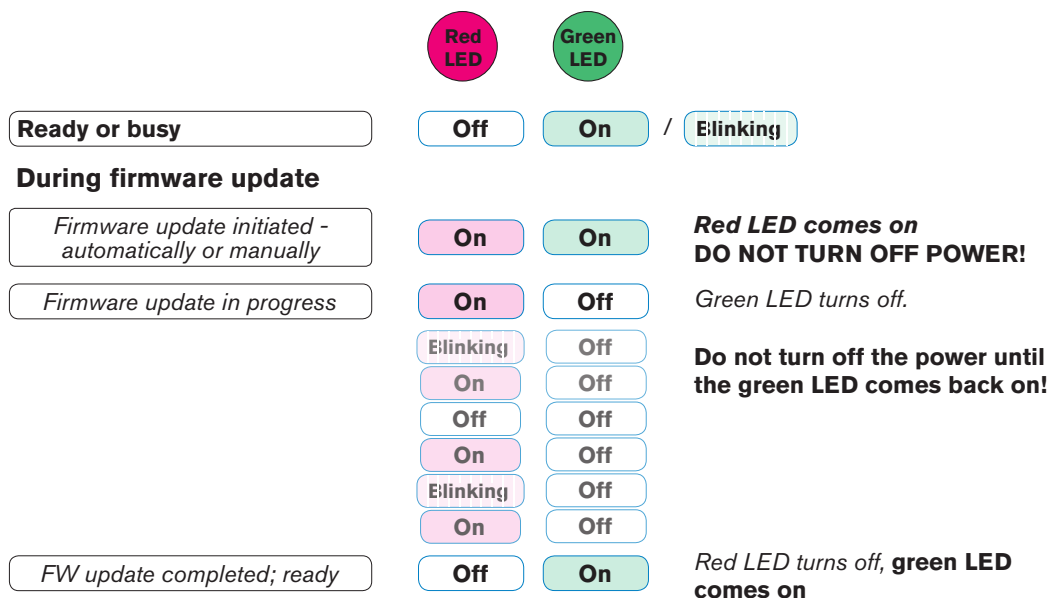 Red LED Green LED
Ready or busy Off On / Blinking
During firmware update
Firmware update initiated - automatically or manually On On Red LED comes on DO NOT TURN OFF POWER!
Firmware update in progress On Off Green LED turns off.
Blinking Off
Do not turn off the power until the green LED comes back on!
On Off
Off Off
On Off
Blinking Off
On Off
FW update completed; ready Off On Red LED turns off, green LED comes on